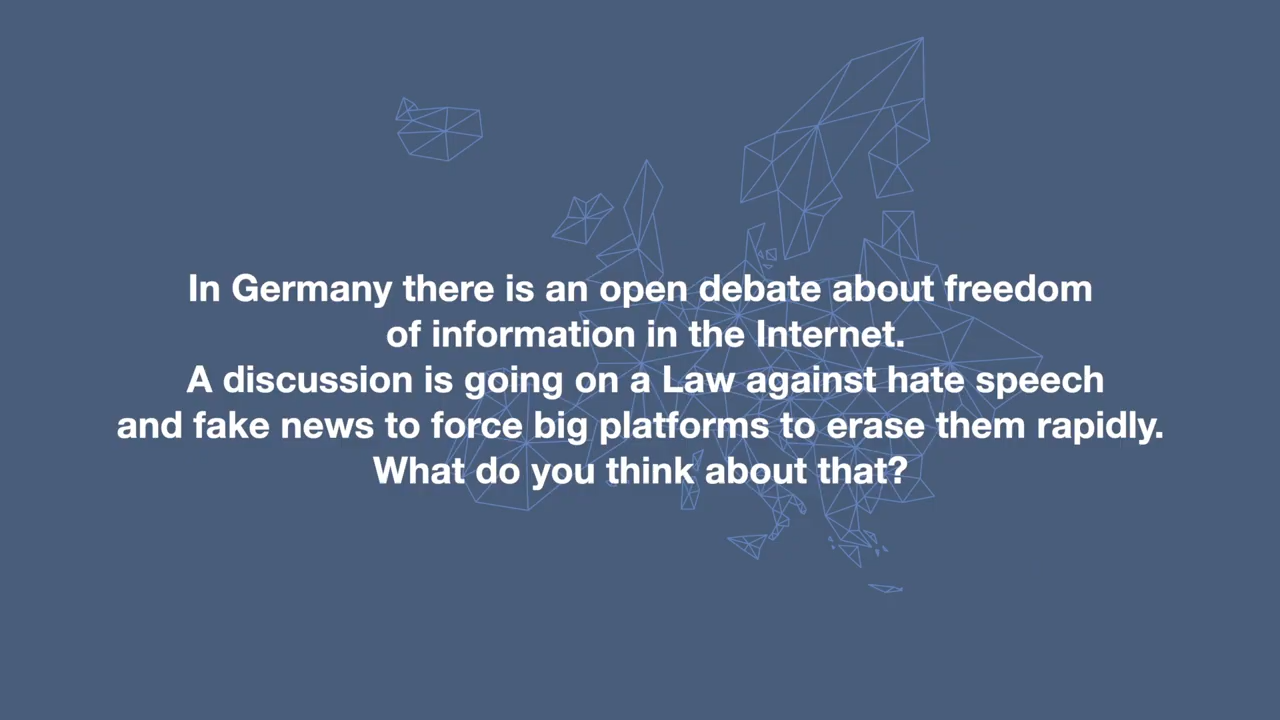 In Germany there is an open debate about freedom
of information in the Internet.
A discussion is going on a Law against hate speech
and fake news to force big platforms to erase them rapidly.
What do you think about that?